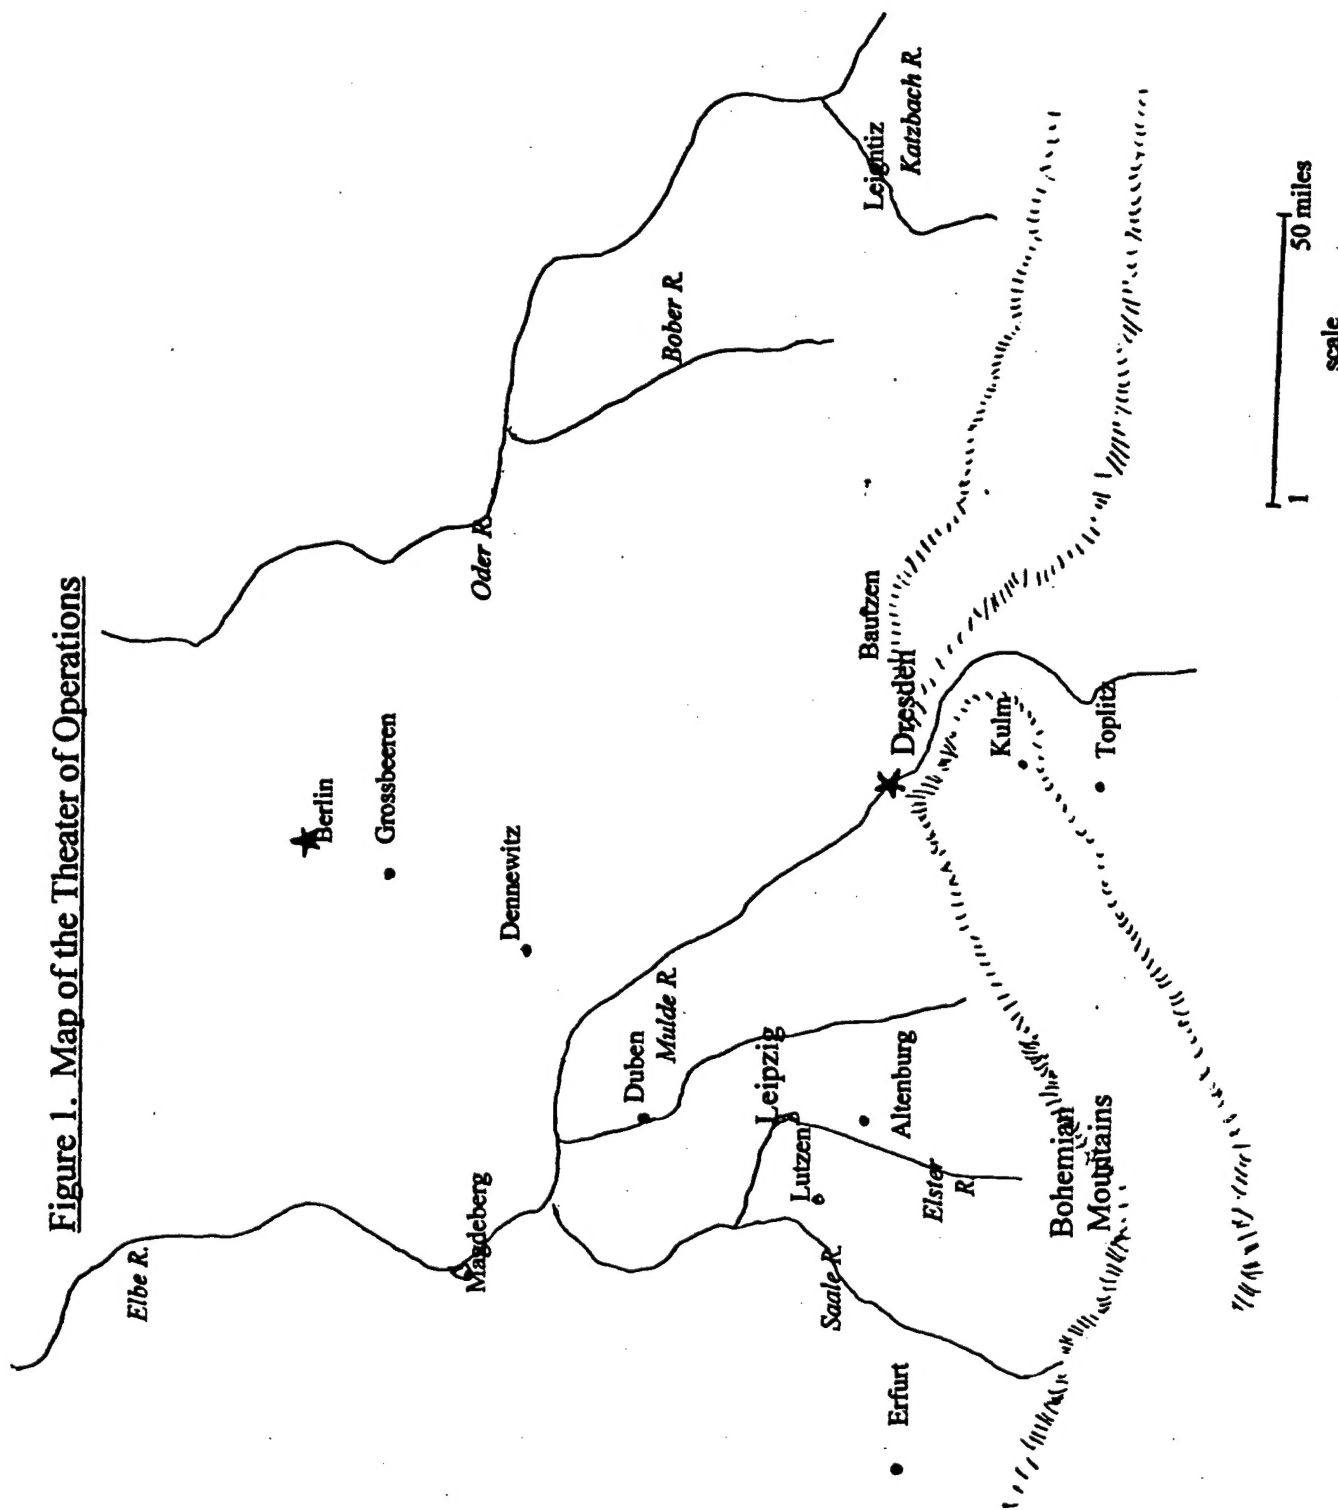 Figure 1. Map of the Theater of Operations
Elbe R.
Berlin
Grossbeeren
Magdeberg
Dennewitz
Oder R.
Duben
Mulde R.
Bober R.
Leipzig
Lutzen
Saale R.
Altenburg
Elster
R.
Erfurt
Bautzen
Dresden
Leigntiz
Katzbach R.
Kulm
Toplitz
Bohemian
Mountains
1
50 miles
scale